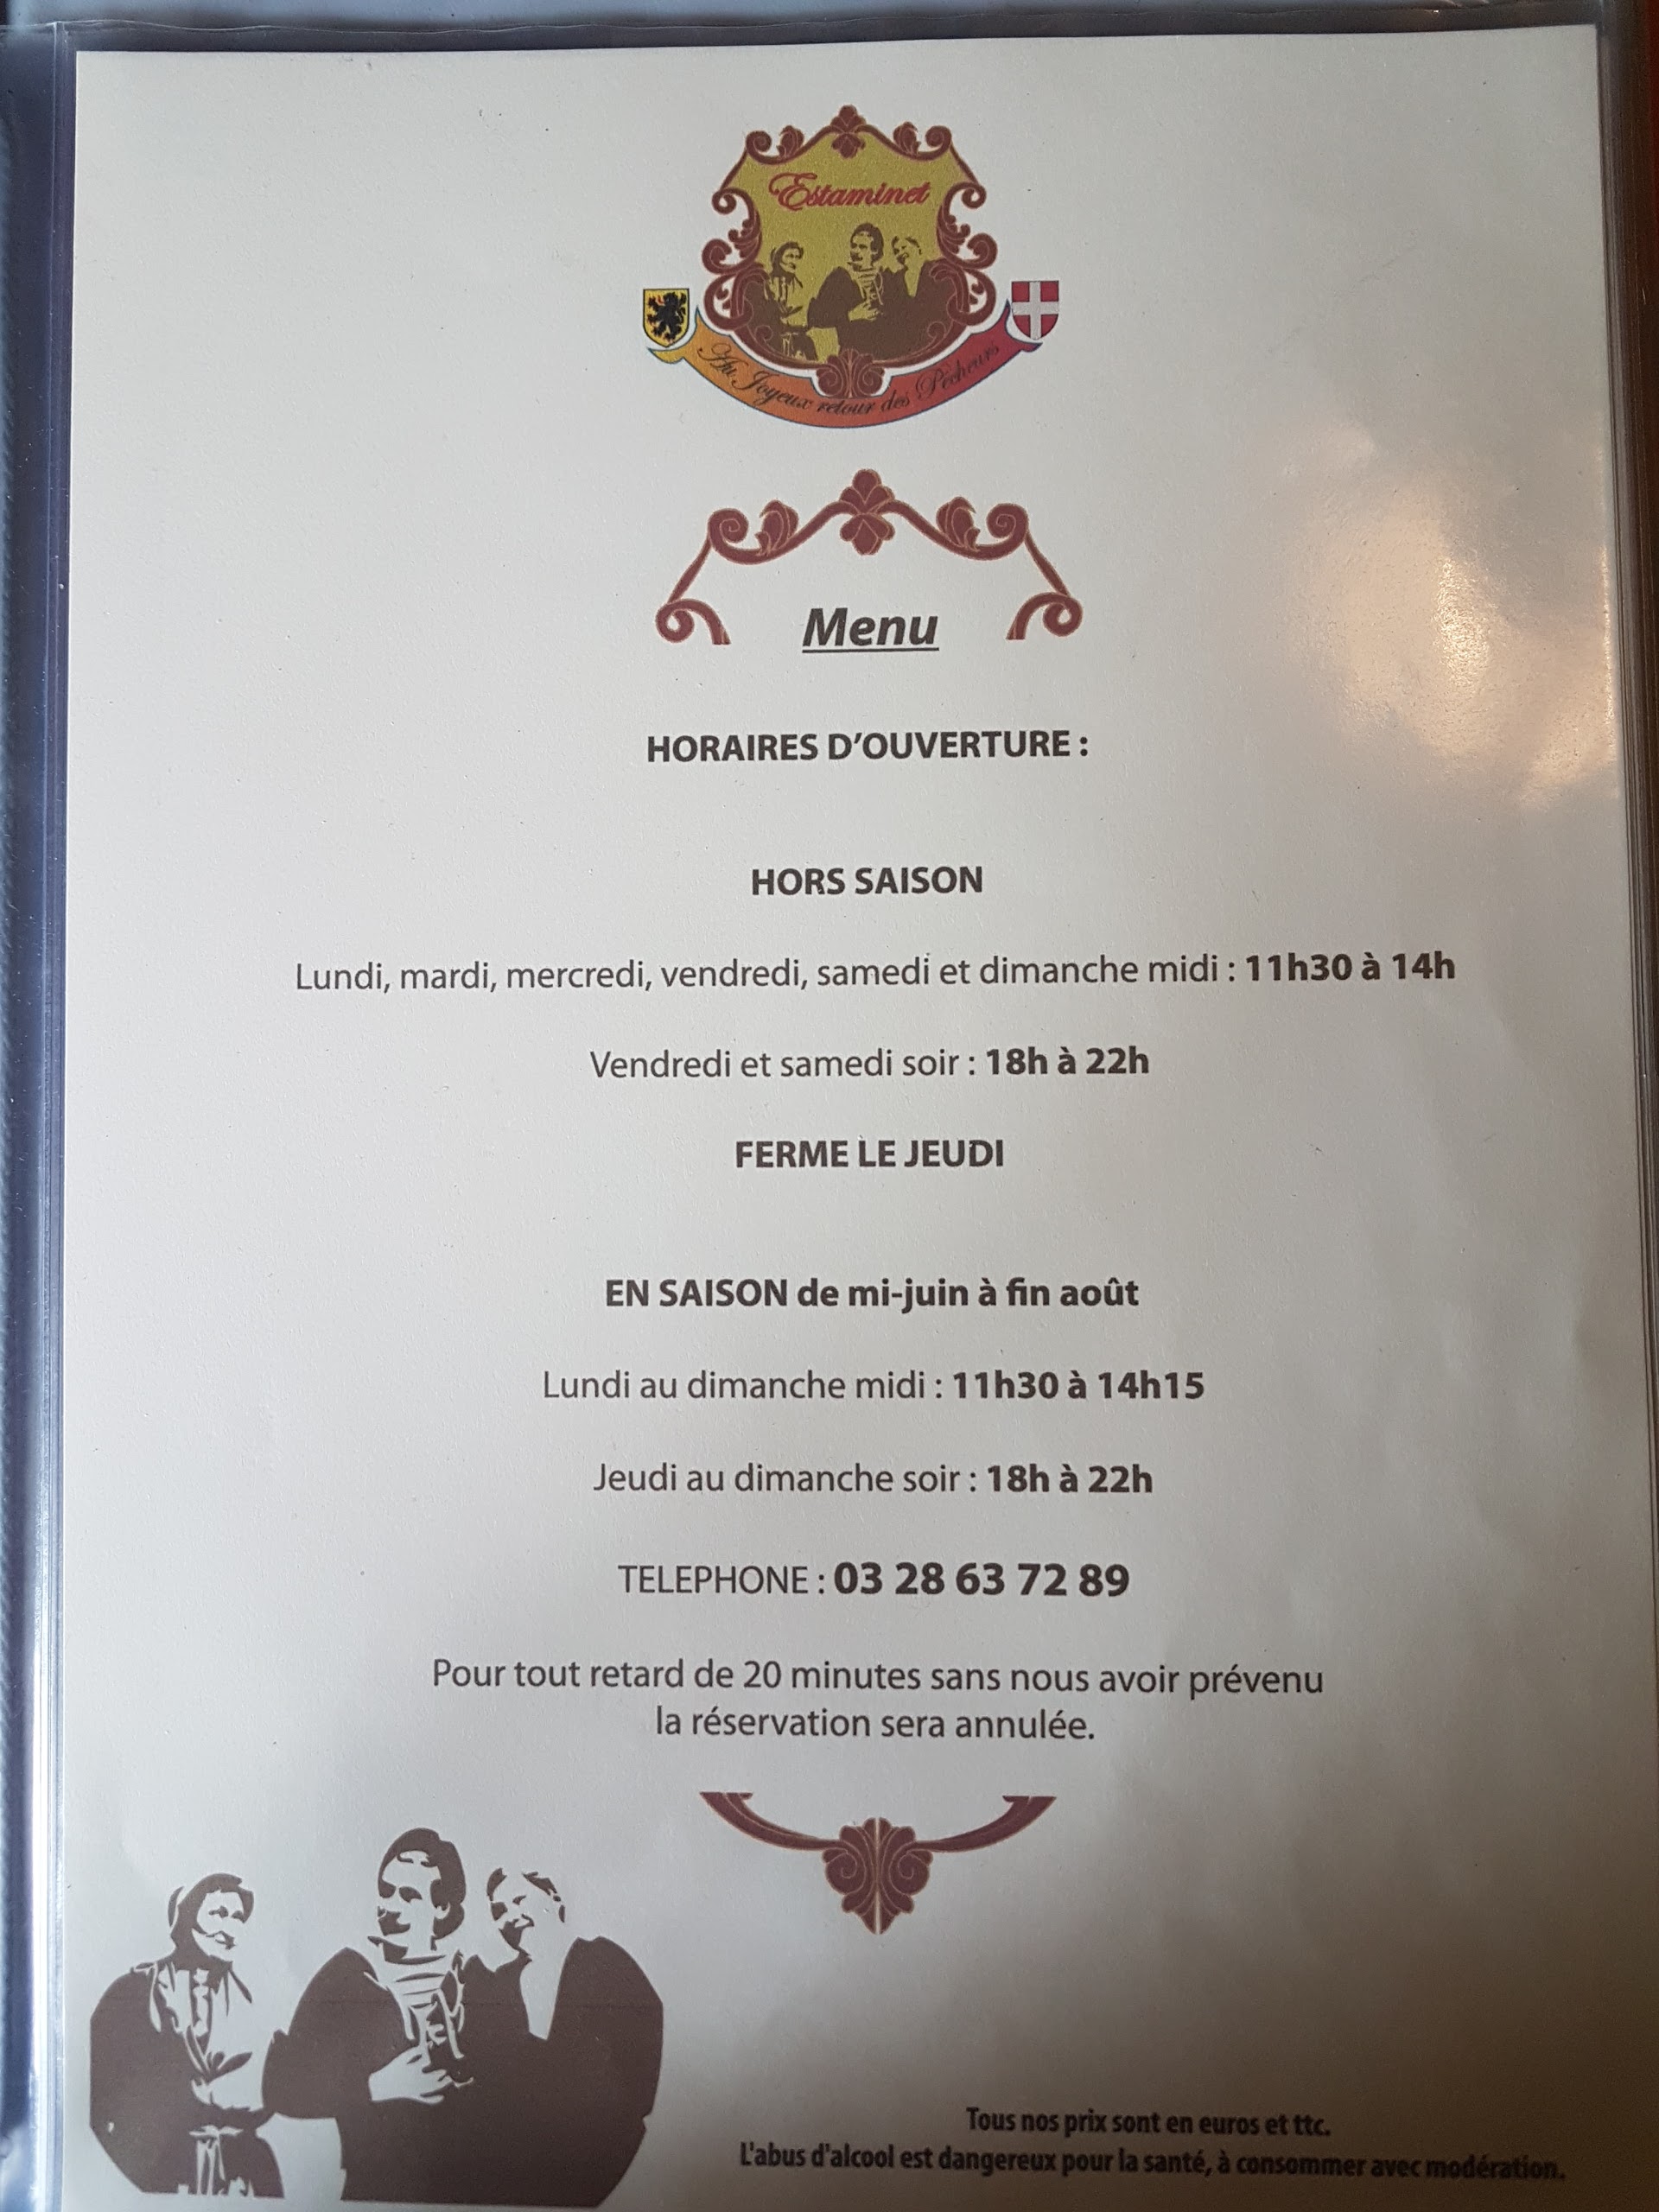 Estaminet
Au Joyeux retour des Pêcheurs
Menu
HORAIRES D'OUVERTURE :
HORS SAISON
Lundi, mardi, mercredi, vendredi, samedi et dimanche midi : 11h30 à 14h
Vendredi et samedi soir : 18h à 22h
FERME LE JEUDI
EN SAISON de mi-juin à fin août
Lundi au dimanche midi : 11h30 à 14h15
Jeudi au dimanche soir : 18h à 22h
TELEPHONE : 03 28 63 72 89
Pour tout retard de 20 minutes sans nous avoir prévenu
la réservation sera annulée.
Tous nos prix sont en euros et ttc.
L'abus d'alcool est dangereux pour la santé, à consommer avec modération.